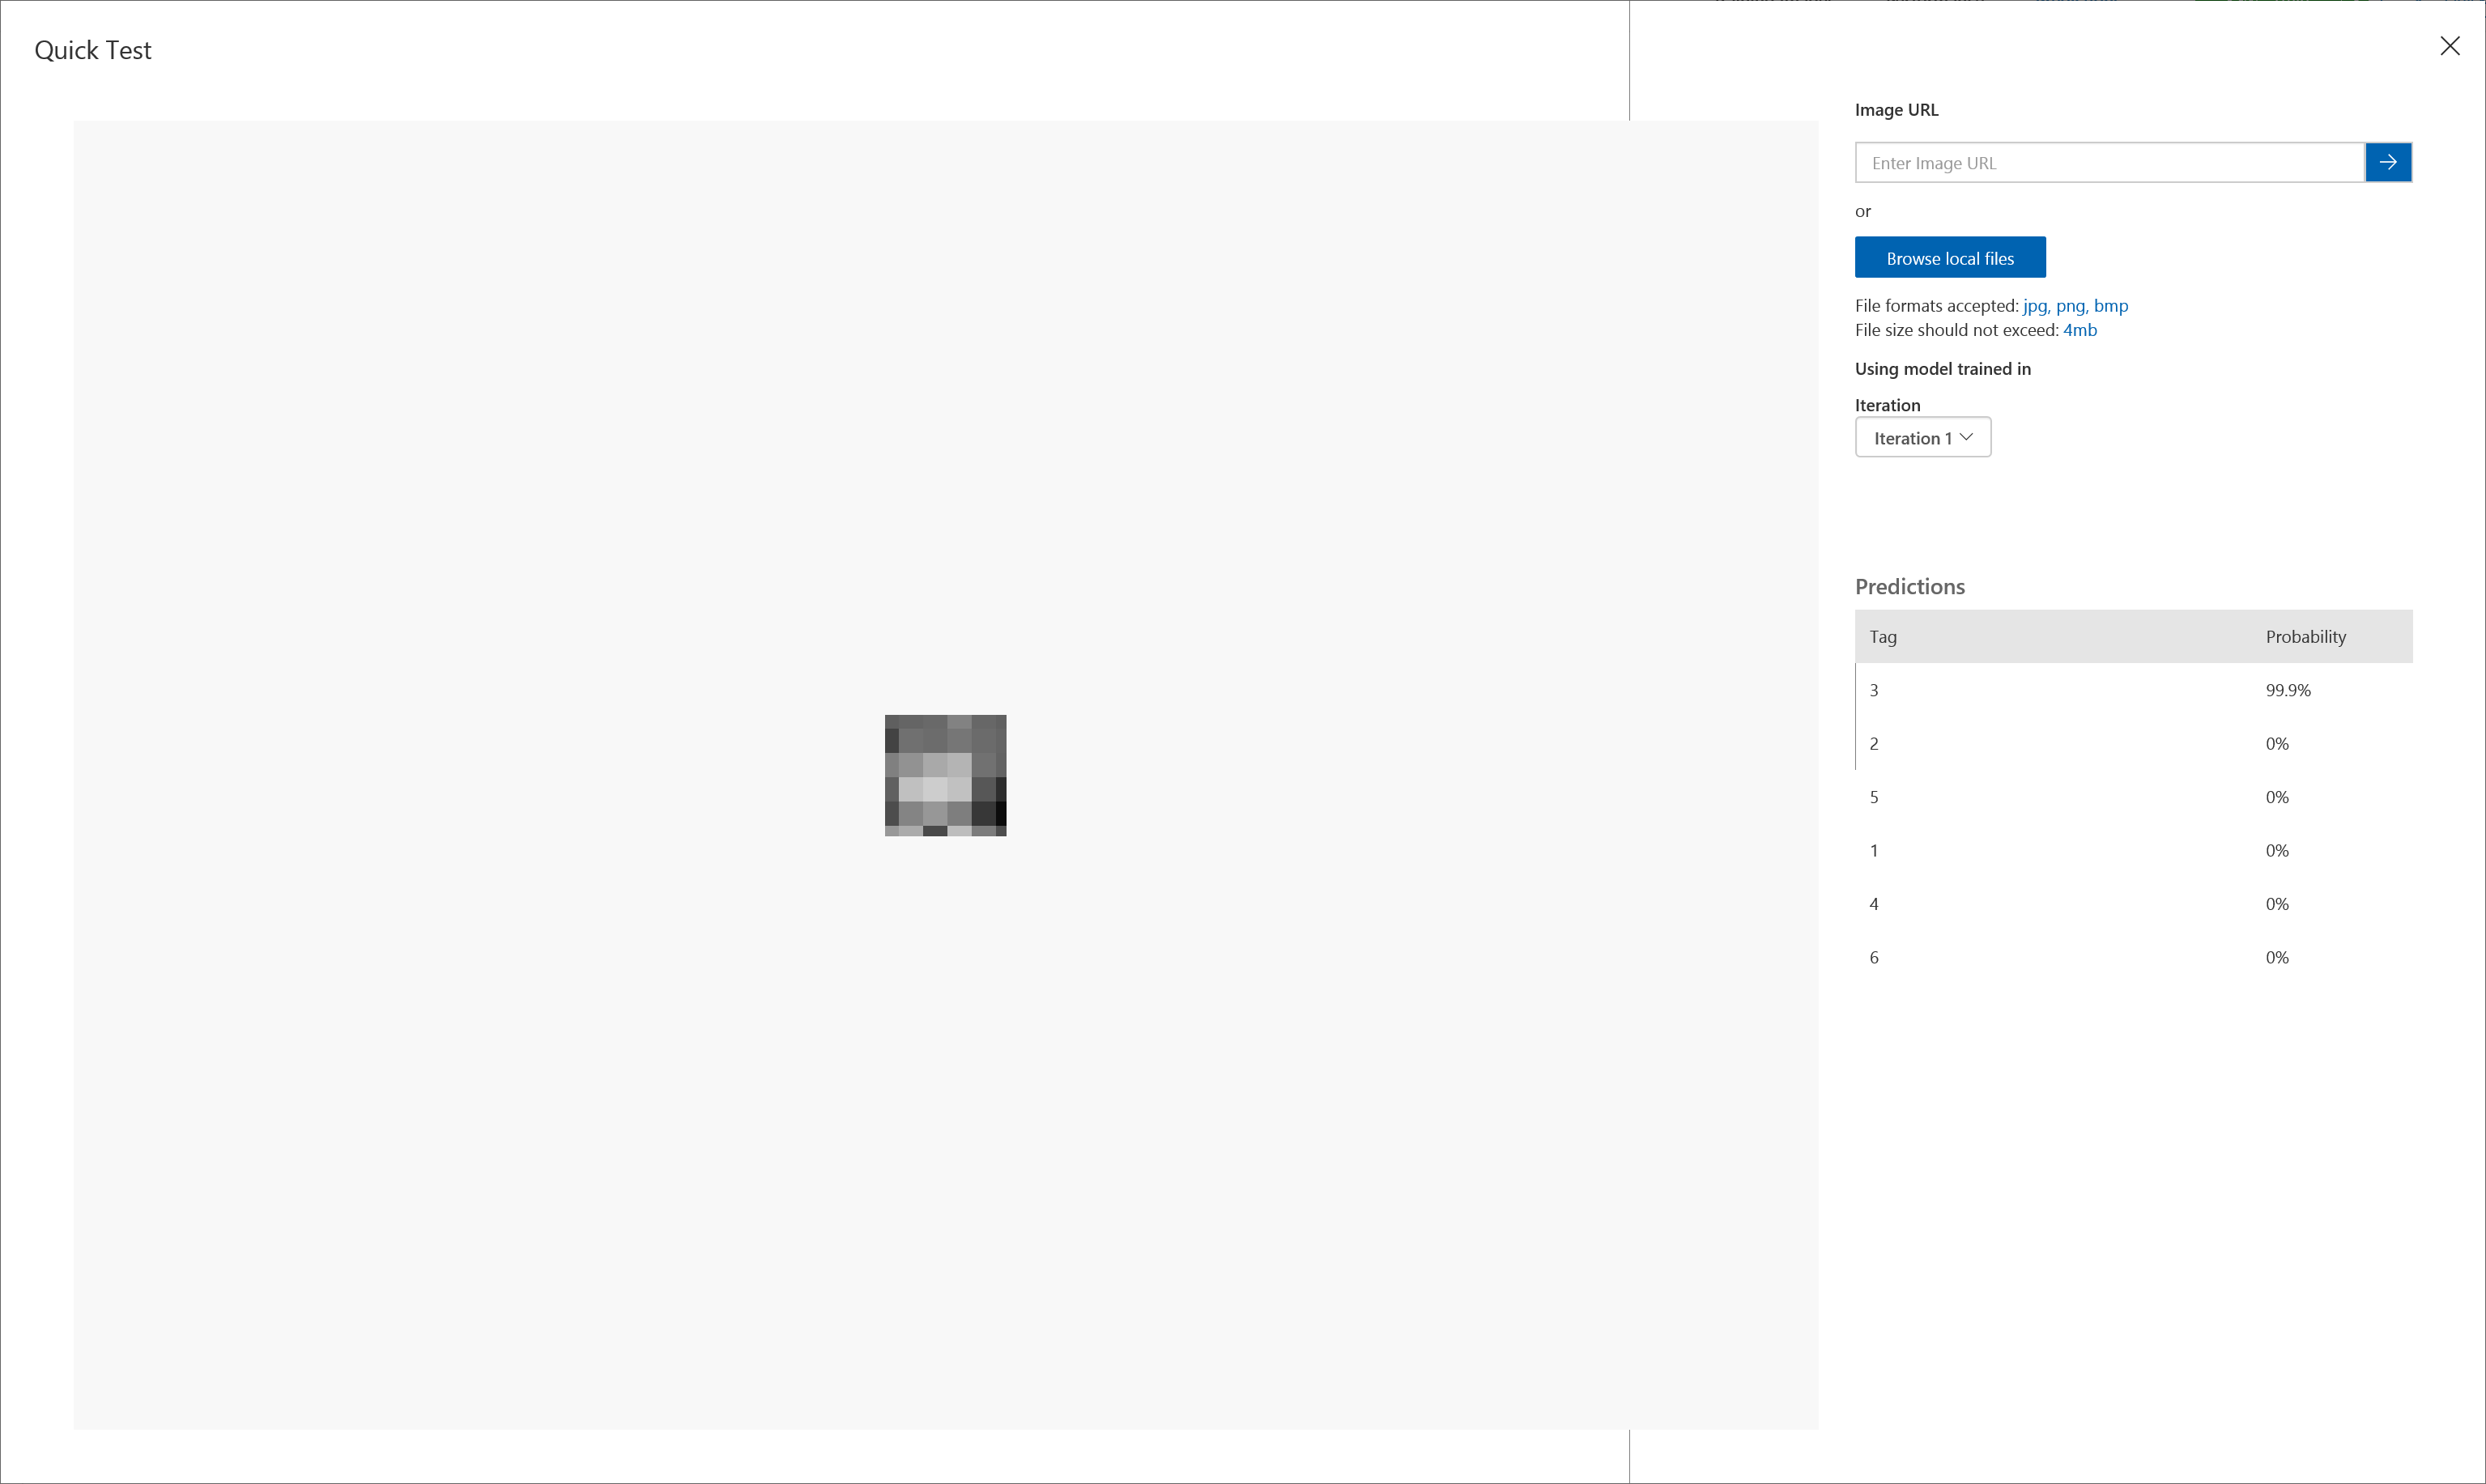 Quick Test
Image URL
Enter Image URL
or
Browse local files
File formats accepted: jpg, png, bmp
File size should not exceed: 4mb
Using model trained in
Iteration
Iteration 1
Predictions
Tag Probability
3 99.9%
2 0%
5 0%
1 0%
4 0%
6 0%